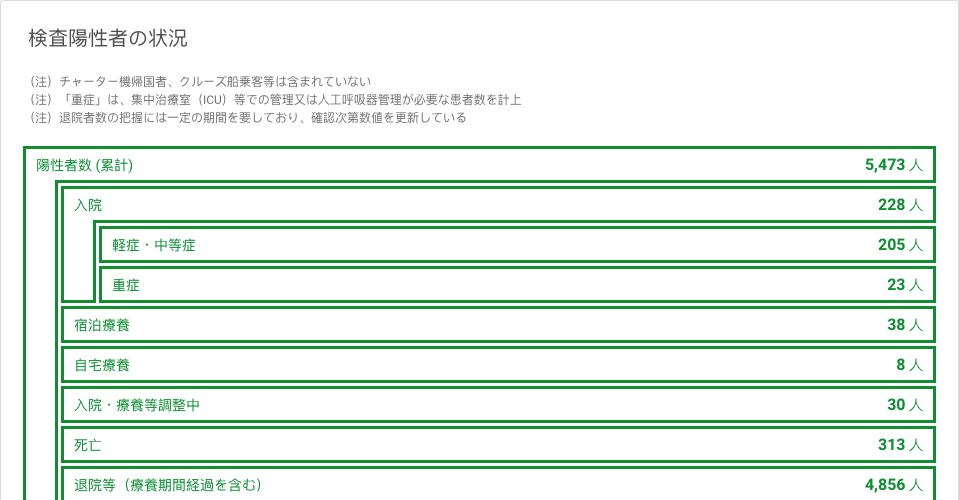 検査陽性者の状況
（注）チャーター機帰国者、クルーズ船乗客等は含まれていない
（注）「重症」は、集中治療室（ICU）等での管理又は人工呼吸器管理が必要な患者数を計上
（注）退院者数の把握には一定の期間を要しており、確認次第数値を更新している
陽性者数 (累計) 5,473 人
入院 228 人
軽症・中等症 205 人
重症 23 人
宿泊療養 38 人
自宅療養 8 人
入院・療養等調整中 30 人
死亡 313 人
退院等（療養期間経過を含む） 4,856 人